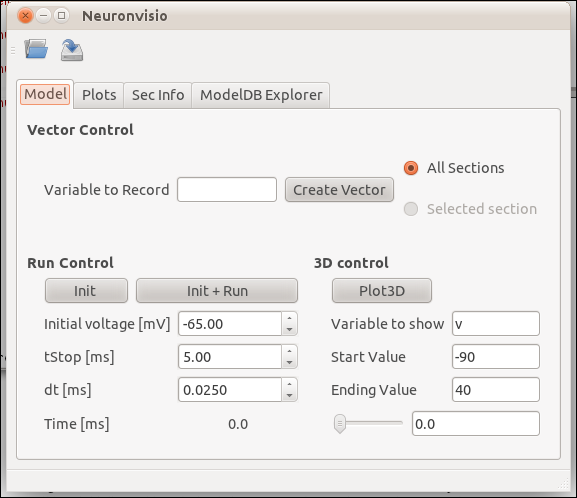 Neuronvisio
Model Plots Sec Info ModelDB Explorer
Vector Control
All Sections
Variable to Record Create Vector
Selected section
Run Control 3D control
Init Init + Run Plot3D
Initial voltage [mV] -65.00 Variable to show v
tStop [ms] 5.00 Start Value -90
dt [ms] 0.0250 Ending Value 40
Time [ms] 0.0 0.0